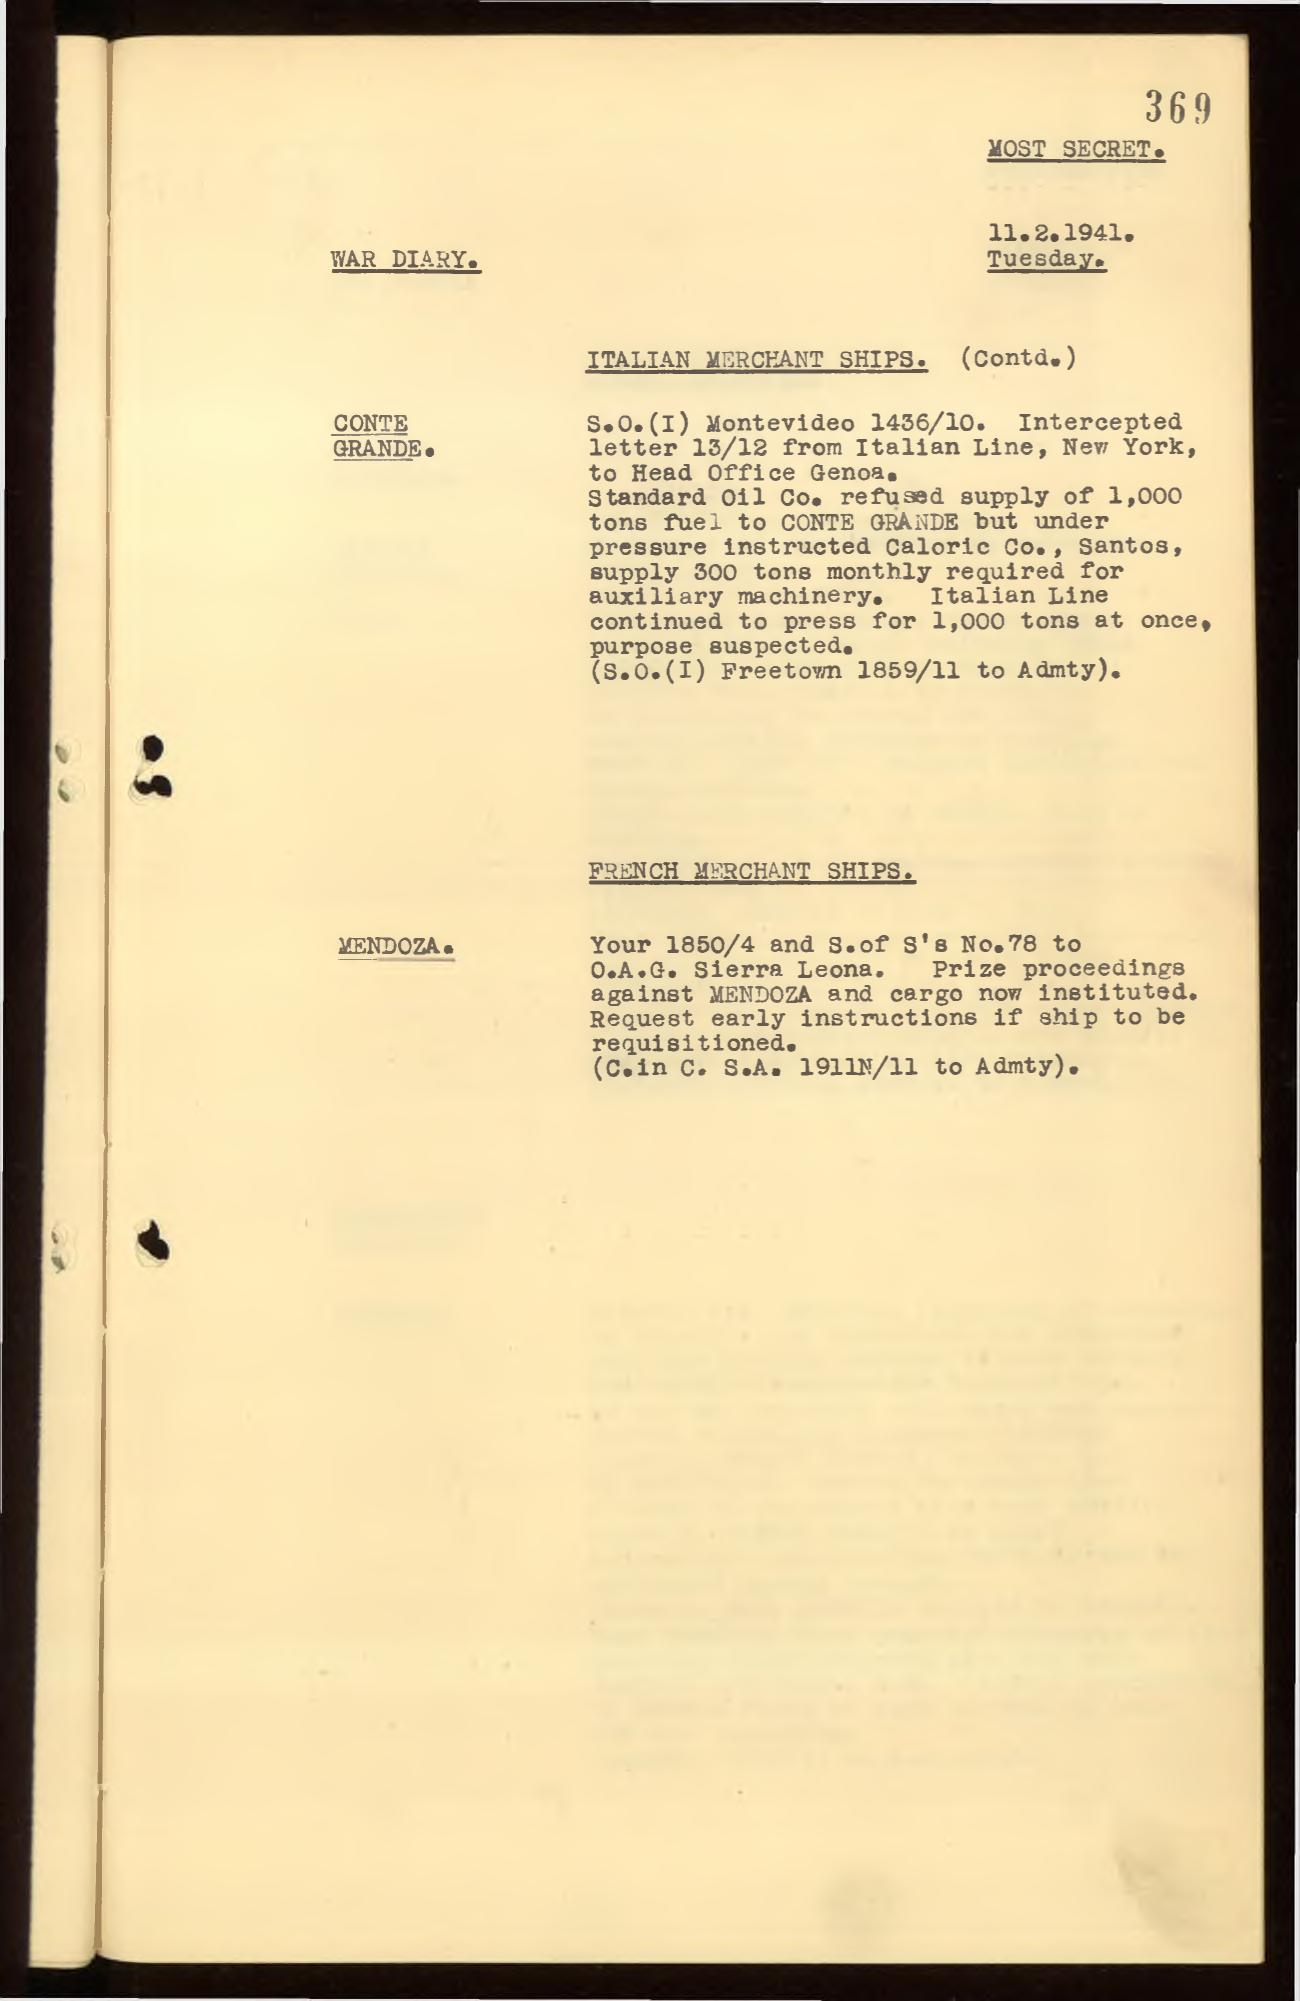 369
MOST SECRET.
11.2.1941.
WAR DIARY.
Tuesday.
ITALIAN MERCHANT SHIPS. (Contd.)
CONTE
GRANDE.
S.O.(I) Montevideo 1436/10. Intercepted
letter 13/12 from Italian Line, New York,
to Head Office Genoa.
Standard Oil Co. refused supply of 1,000
tons fuel to CONTE GRANDE but under
pressure instructed Caloric Co., Santos,
supply 300 tons monthly required for
auxiliary machinery. Italian Line
continued to press for 1,000 tons at once,
purpose suspected.
(S.O.(I) Freetown 1859/11 to Admty).
FRENCH MERCHANT SHIPS.
MENDOZA.
Your 1850/4 and S.of S's No.78 to
O.A.G. Sierra Leona. Prize proceedings
against MENDOZA and cargo now instituted.
Request early instructions if ship to be
requisitioned.
(C.in C. S.A. 1911N/11 to Admty).